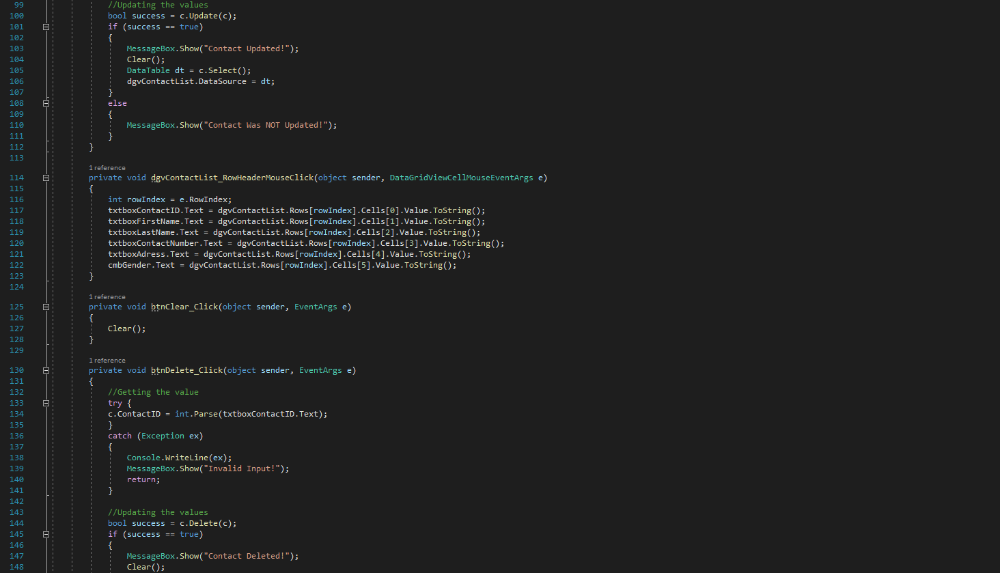 99 //Updating the values
100 bool success = c.Update(c);
101 if (success == true)
102 {
103 MessageBox.Show("Contact Updated!");
104 Clear();
105 DataTable dt = c.Select();
106 dgvContactList.DataSource = dt;
107 }
108 else
109 {
110 MessageBox.Show("Contact Was NOT Updated!");
111 }
112 }
113
1 reference
114 private void dgvContactList_RowHeaderMouseClick(object sender, DataGridViewCellMouseEventArgs e)
115 {
116 int rowIndex = e.RowIndex;
117 txtboxContactID.Text = dgvContactList.Rows[rowIndex].Cells[0].Value.ToString();
118 txtboxFirstName.Text = dgvContactList.Rows[rowIndex].Cells[1].Value.ToString();
119 txtboxLastName.Text = dgvContactList.Rows[rowIndex].Cells[2].Value.ToString();
120 txtboxContactNumber.Text = dgvContactList.Rows[rowIndex].Cells[3].Value.ToString();
121 txtboxAdress.Text = dgvContactList.Rows[rowIndex].Cells[4].Value.ToString();
122 cmbGender.Text = dgvContactList.Rows[rowIndex].Cells[5].Value.ToString();
123 }
124
1 reference
125 private void btnClear_Click(object sender, EventArgs e)
126 {
127 Clear();
128 }
129
1 reference
130 private void btnDelete_Click(object sender, EventArgs e)
131 {
132 //Getting the value
133 try {
134 c.ContactID = int.Parse(txtboxContactID.Text);
135 }
136 catch (Exception ex)
137 {
138 Console.WriteLine(ex);
139 MessageBox.Show("Invalid Input!");
140 return;
141 }
142
143 //Updating the values
144 bool success = c.Delete(c);
145 if (success == true)
146 {
147 MessageBox.Show("Contact Deleted!");
148 Clear();